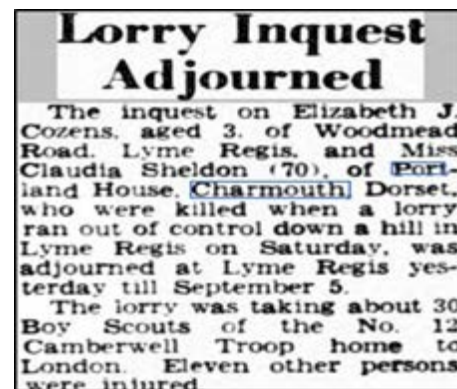 Lorry Inquest
Adjourned
The inquest on Elizabeth J.
Cozens, aged 3, of Woodmead
Road, Lyme Regis, and Miss
Claudia Sheldon (70), of Port-
land House, Charmouth, Dorset,
who were killed when a lorry
ran out of control down a hill in
Lyme Regis on Saturday, was
adjourned at Lyme Regis yes-
terday till September 5.
The lorry was taking about 30
Boy Scouts of the No. 12
Camberwell Troop home to
London. Eleven other persons
were injured